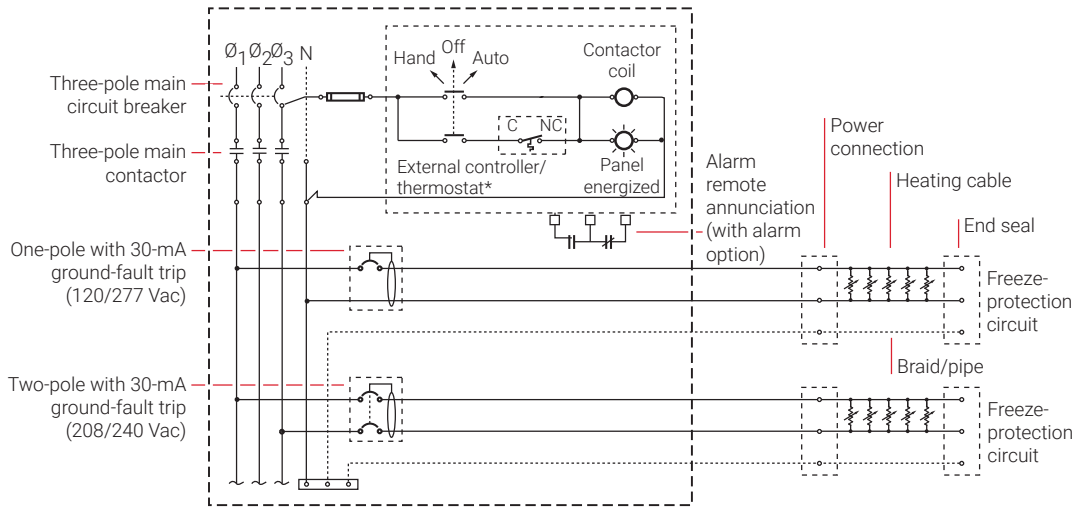 Ø1 Ø2 Ø3 N
Hand
Off
Auto
Contactor
coil
Three-pole main
circuit breaker
Three-pole main
contactor
C NC
External controller/
thermostat*
Panel
energized
Alarm
remote
annunciation
(with alarm
option)
Power
connection
Heating cable
End seal
One-pole with 30-mA
ground-fault trip
(120/277 Vac)
Freeze-
protection
circuit
Braid/pipe
Two-pole with 30-mA
ground-fault trip
(208/240 Vac)
Freeze-
protection
circuit